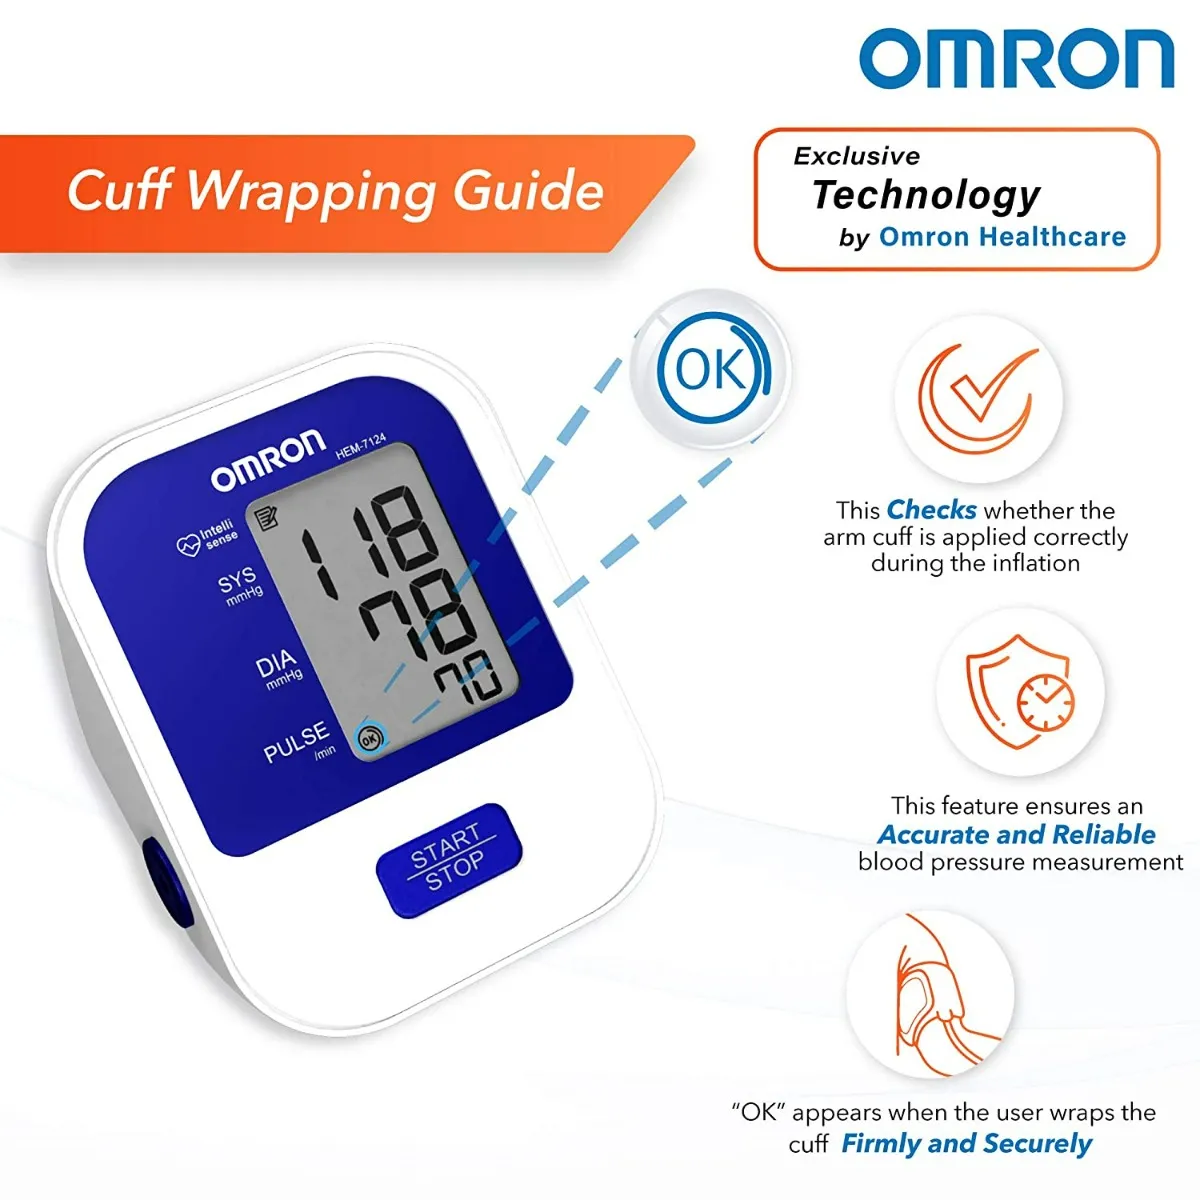 OMRON
Cuff Wrapping Guide
Exclusive
Technology
by Omron Healthcare
OK
OMRON
HEM-7124
Intelli
sense
SYS
mmHg
118
DIA
mmHg
78
PULSE
/min
70
OK
START
STOP
This Checks whether the
arm cuff is applied correctly
during the inflation
This feature ensures an
Accurate and Reliable
blood pressure measurement
“OK” appears when the user wraps the
cuff Firmly and Securely